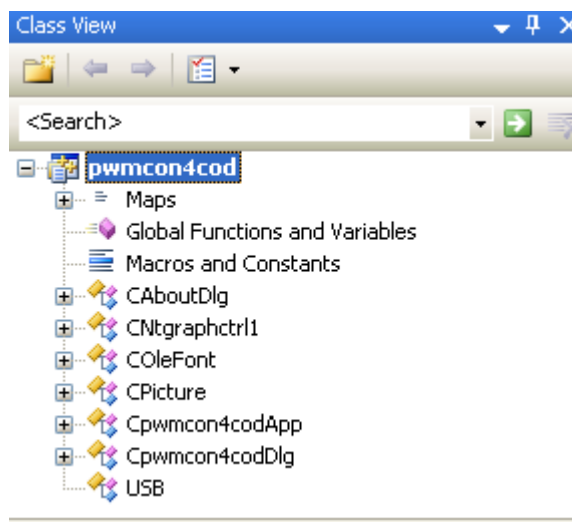 Class View
<Search>
pwmcon4cod
Maps
Global Functions and Variables
Macros and Constants
CAboutDlg
CNtgraphctrl1
COleFont
CPicture
Cpwmcon4codApp
Cpwmcon4codDlg
USB